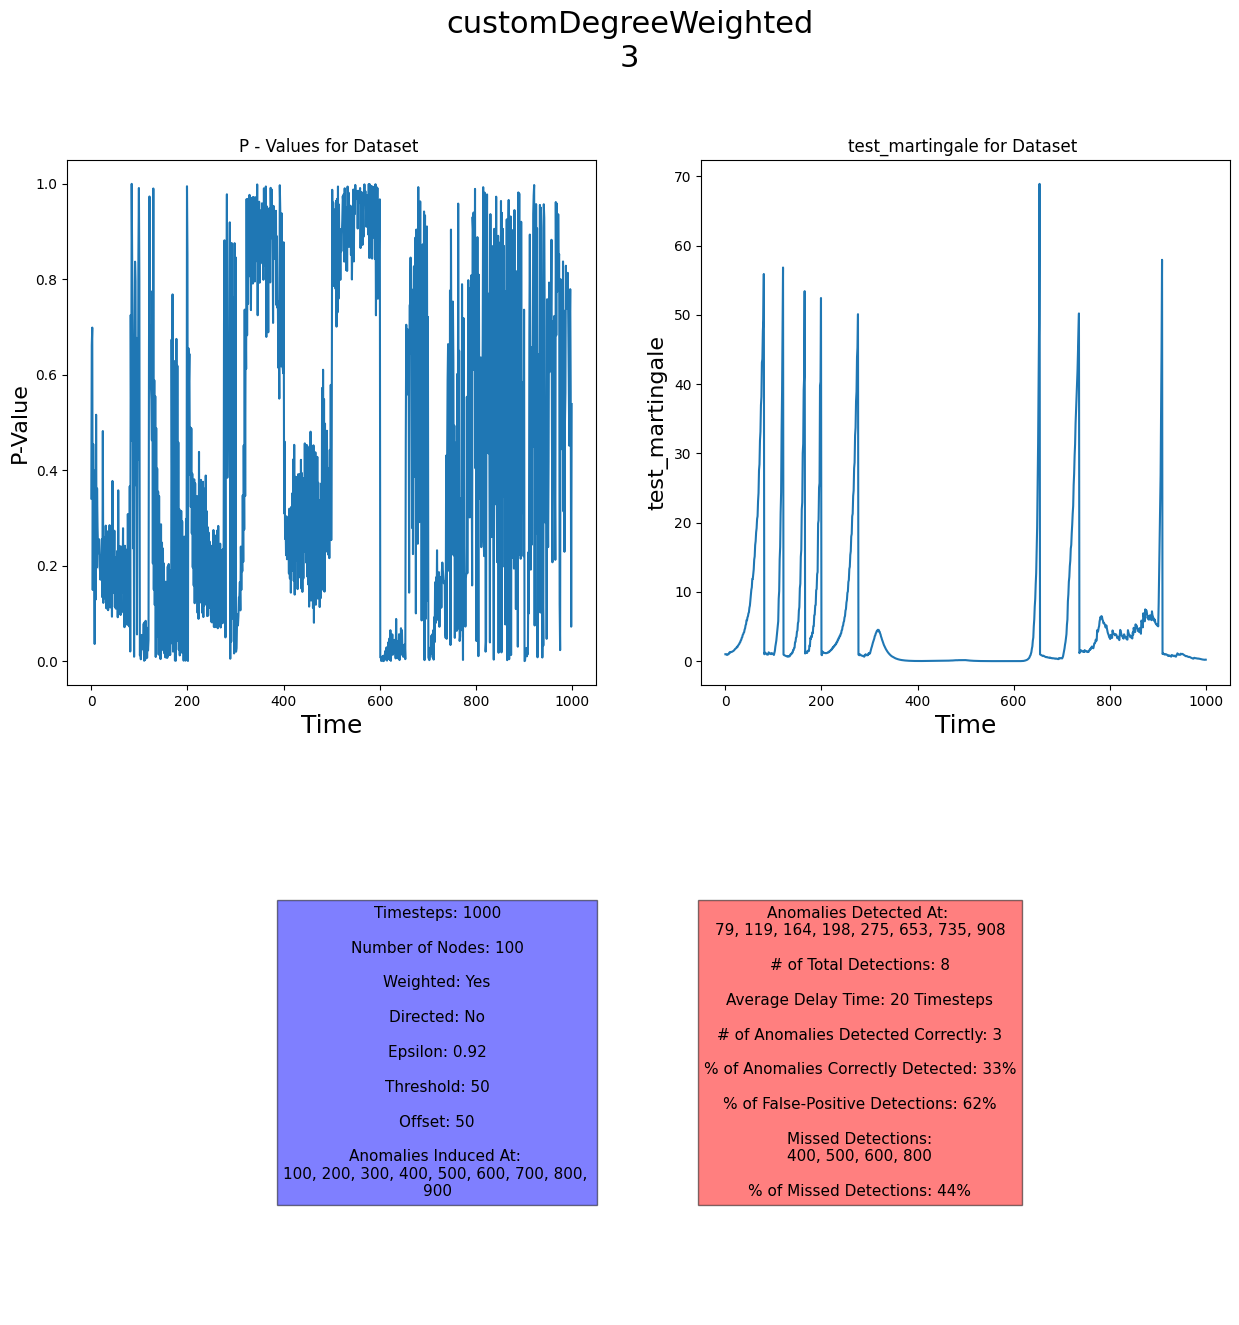 customDegreeWeighted
3
P - Values for Dataset
1.0
0.8
0.6
0.4
0.2
0.0
P-Value
0 200 400 600 800 1000
Time
test_martingale for Dataset
70
60
50
40
30
20
10
0
test_martingale
0 200 400 600 800 1000
Time
Timesteps: 1000
Number of Nodes: 100
Weighted: Yes
Directed: No
Epsilon: 0.92
Threshold: 50
Offset: 50
Anomalies Induced At:
100, 200, 300, 400, 500, 600, 700, 800,
900
Anomalies Detected At:
79, 119, 164, 198, 275, 653, 735, 908
# of Total Detections: 8
Average Delay Time: 20 Timesteps
# of Anomalies Detected Correctly: 3
% of Anomalies Correctly Detected: 33%
% of False-Positive Detections: 62%
Missed Detections:
400, 500, 600, 800
% of Missed Detections: 44%